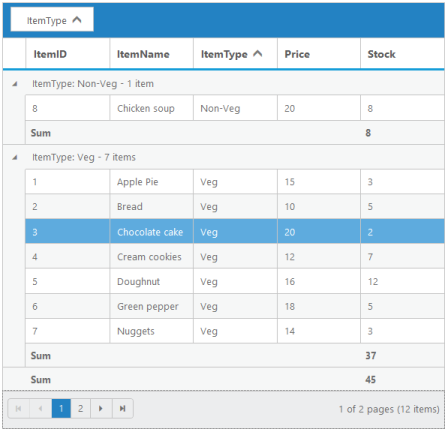 ItemType
ItemID ItemName ItemType Price Stock
ItemType: Non-Veg - 1 item
8 Chicken soup Non-Veg 20 8
Sum 8
ItemType: Veg - 7 items
1 Apple Pie Veg 15 3
2 Bread Veg 10 5
3 Chocolate cake Veg 20 2
4 Cream cookies Veg 12 7
5 Doughnut Veg 16 12
6 Green pepper Veg 18 5
7 Nuggets Veg 14 3
Sum 37
Sum 45
1 2 1 of 2 pages (12 items)